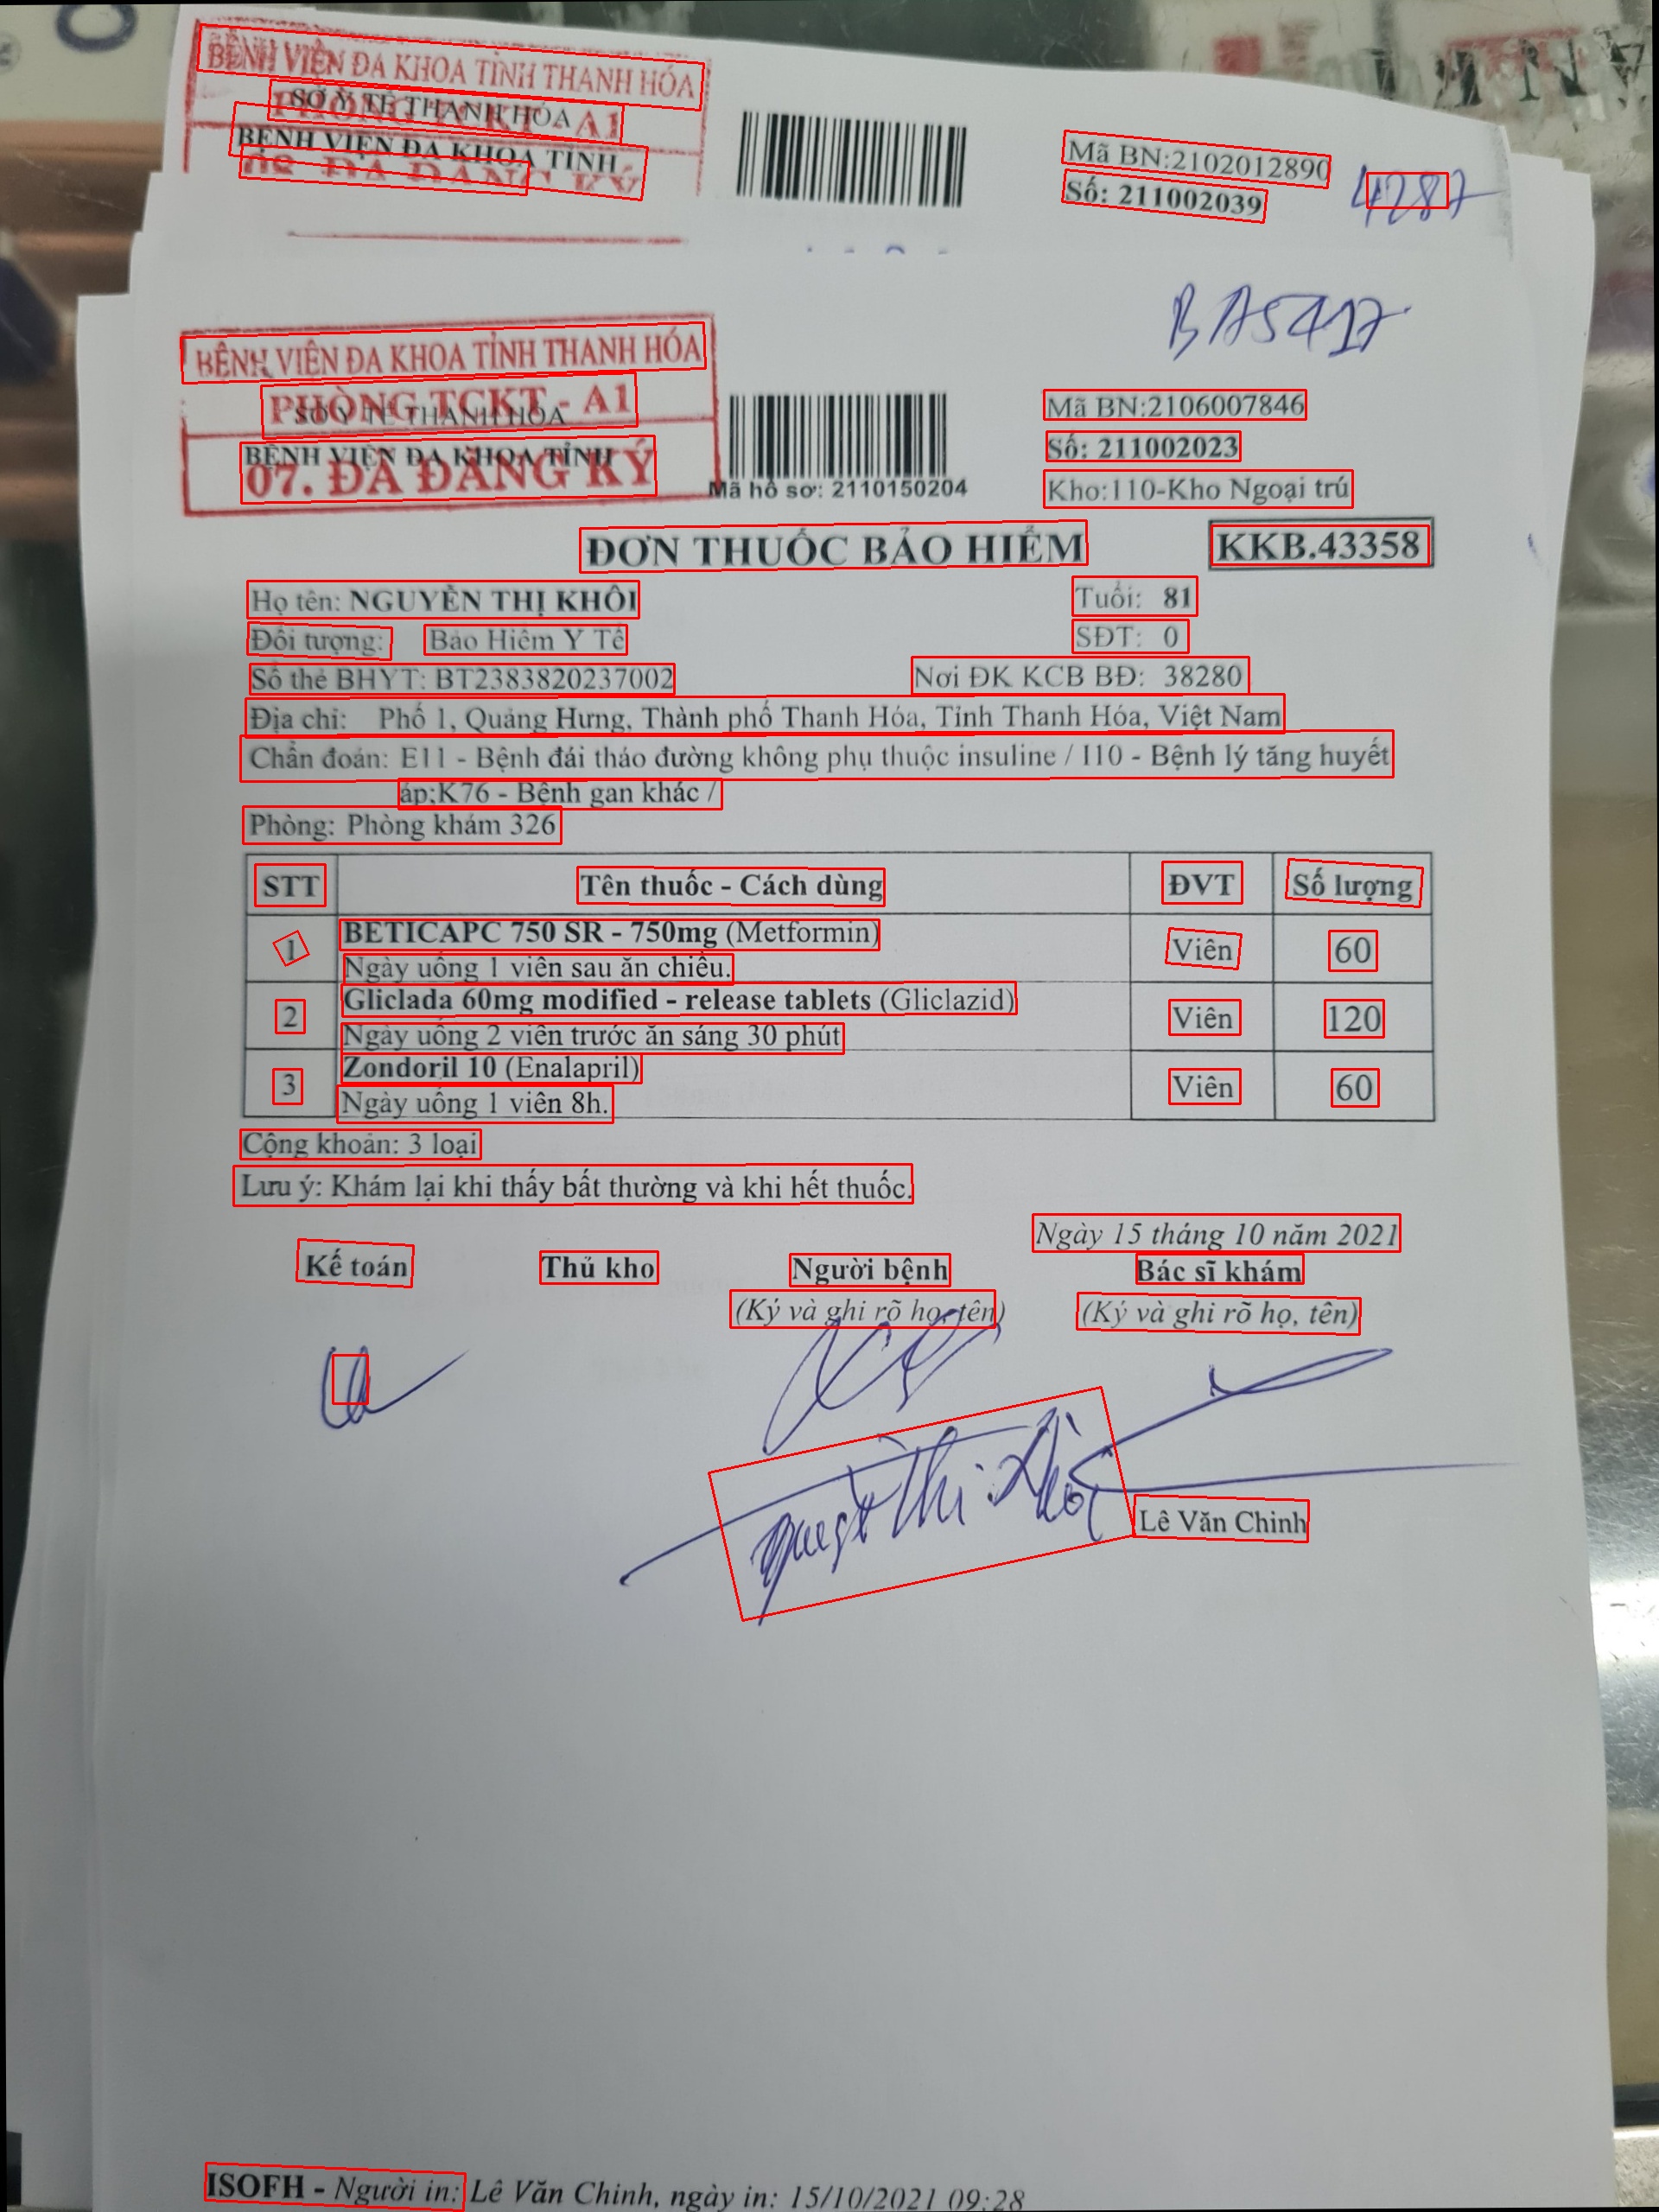 BỆNH VIỆN ĐA KHOA TỈNH THANH HÓA
SỞ Y TẾ THANH HÓA
PHÒNG TCKT - A1
BỆNH VIỆN ĐA KHOA TỈNH
08. ĐÃ ĐĂNG KÝ
Mã BN:2102012890
Số: 211002039
4287
BA5417
BỆNH VIỆN ĐA KHOA TỈNH THANH HÓA
PHÒNG TCKT - A1
SỞ Y TẾ THANH HÓA
BỆNH VIỆN ĐA KHOA TỈNH
07. ĐÃ ĐĂNG KÝ
Mã hồ sơ: 2110150204
Mã BN:2106007846
Số: 211002023
Kho:110-Kho Ngoại trú
ĐƠN THUỐC BẢO HIỂM KKB.43358
Họ tên: NGUYỄN THỊ KHÔI Tuổi: 81
Đối tượng: Bảo Hiểm Y Tế SĐT: 0
Số thẻ BHYT: BT2383820237002 Nơi ĐK KCB BĐ: 38280
Địa chỉ: Phố 1, Quảng Hưng, Thành phố Thanh Hóa, Tỉnh Thanh Hóa, Việt Nam
Chẩn đoán: E11 - Bệnh đái tháo đường không phụ thuộc insuline / I10 - Bệnh lý tăng huyết
áp;K76 - Bệnh gan khác /
Phòng: Phòng khám 326
STT Tên thuốc - Cách dùng ĐVT Số lượng
1 BETICAPC 750 SR - 750mg (Metformin) Viên 60
Ngày uống 1 viên sau ăn chiều.
2 Gliclada 60mg modified - release tablets (Gliclazid) Viên 120
Ngày uống 2 viên trước ăn sáng 30 phút
3 Zondoril 10 (Enalapril) Viên 60
Ngày uống 1 viên 8h.
Cộng khoản: 3 loại
Lưu ý: Khám lại khi thấy bất thường và khi hết thuốc.
Ngày 15 tháng 10 năm 2021
Kế toán Thủ kho Người bệnh Bác sĩ khám
(Ký và ghi rõ họ, tên) (Ký và ghi rõ họ, tên)
Lê Văn Chinh
ISOFH - Người in: Lê Văn Chinh, ngày in: 15/10/2021 09:28